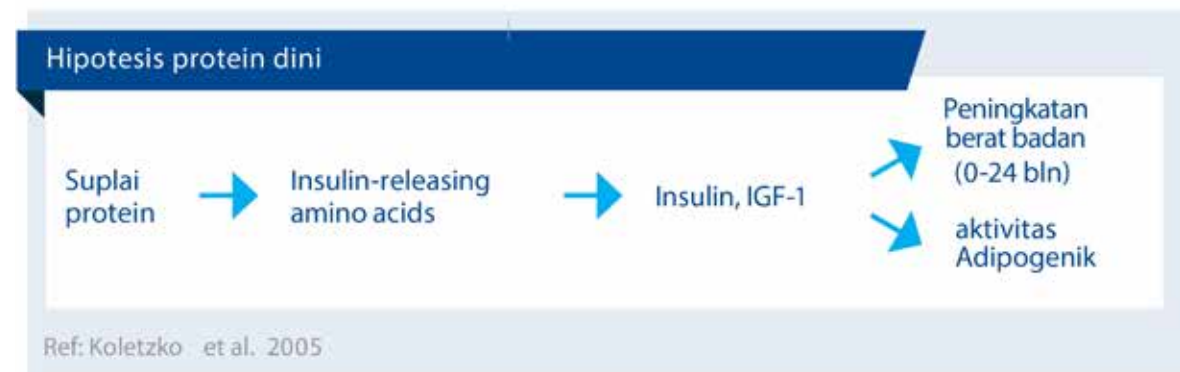 Hipotesis protein dini
Suplai
protein
Insulin-releasing
amino acids
Insulin, IGF-1
Peningkatan
berat badan
(0-24 bln)
aktivitas
Adipogenik
Ref: Koletzko et al. 2005